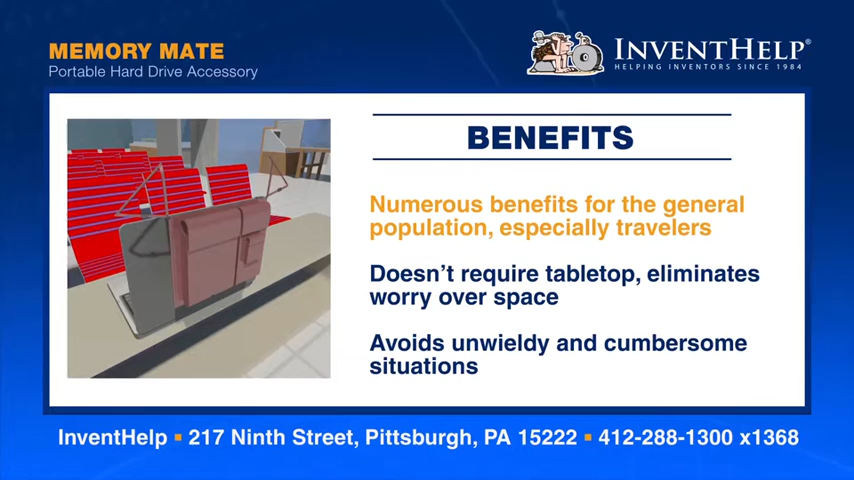 MEMORY MATE
Portable Hard Drive Accessory
INVENTHELP®
HELPING INVENTORS SINCE 1984
BENEFITS
Numerous benefits for the general
population, especially travelers
Doesn't require tabletop, eliminates
worry over space
Avoids unwieldy and cumbersome
situations
InventHelp ▪ 217 Ninth Street, Pittsburgh, PA 15222 ▪ 412-288-1300 x1368